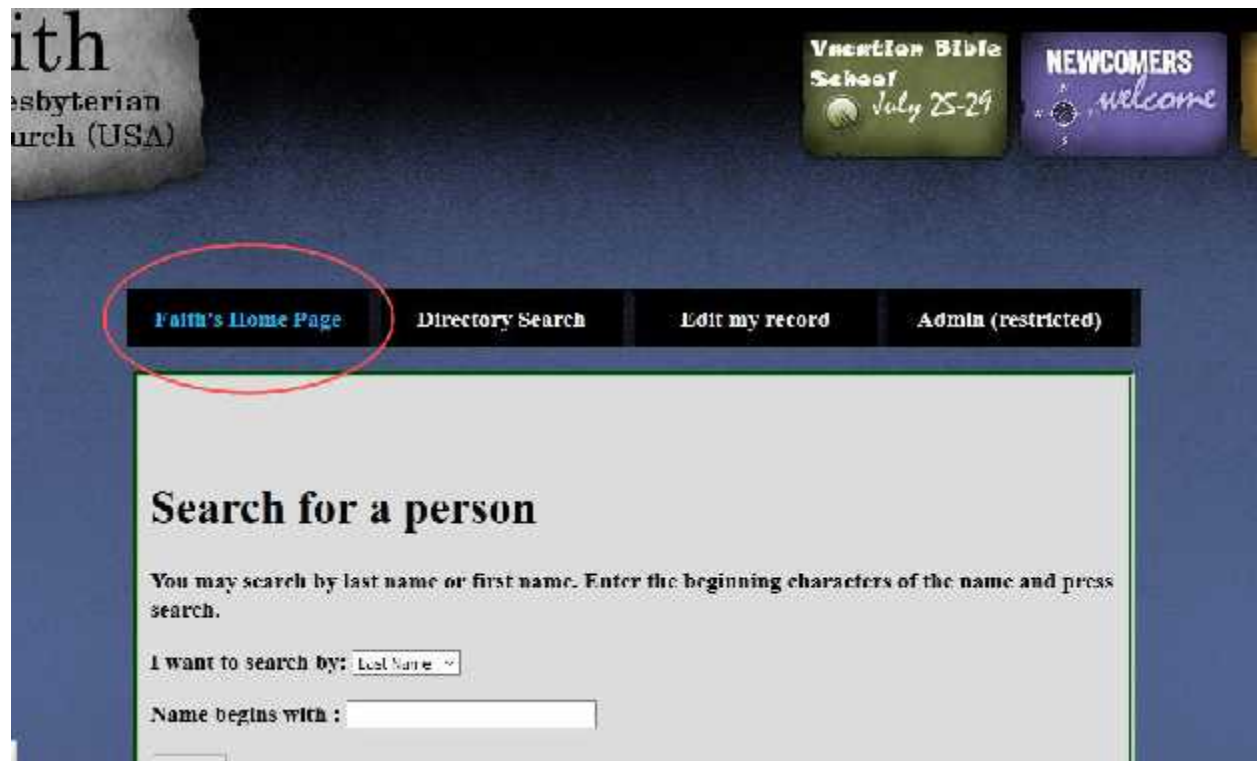 ith
esbyterian
urch (USA)
Vacation Bible
School
July 25-29
NEWCOMERS
welcome
Faith's Home Page
Directory Search
Edit my record
Admin (restricted)
Search for a person
You may search by last name or first name. Enter the beginning characters of the name and press
search.
I want to search by: Last Name
Name begins with :